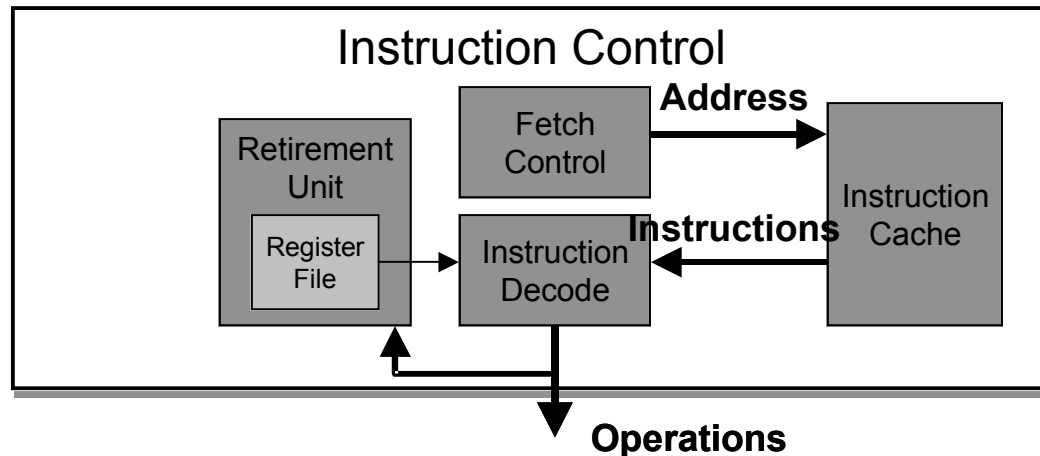 Instruction Control
Address
Fetch
Control
Retirement
Unit
Instruction
Cache
Instructions
Register
File
Instruction
Decode
Operations